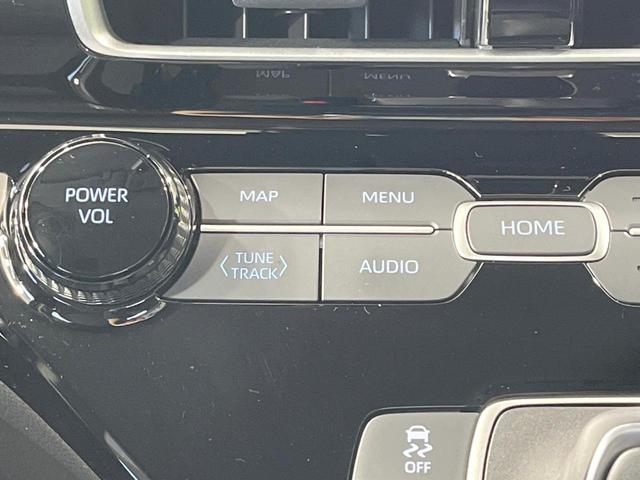 POWER
VOL
MAP
MENU
HOME
< TUNE
TRACK >
AUDIO
OFF